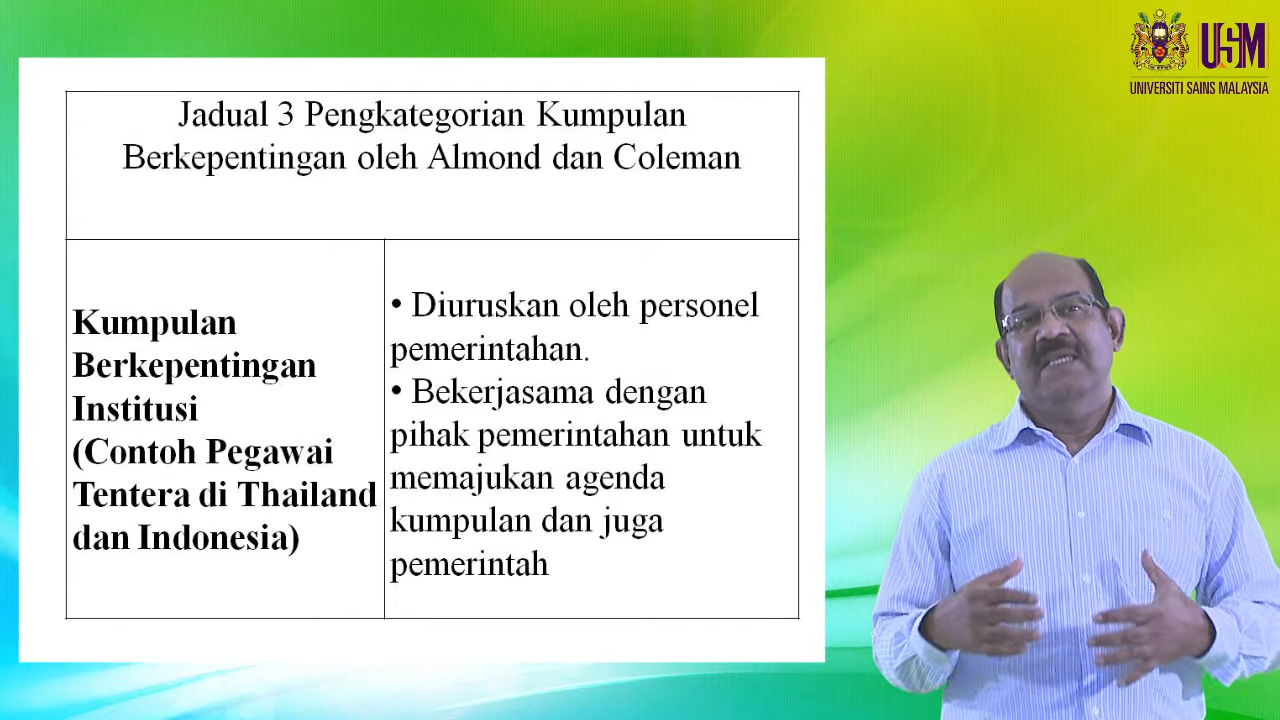 USM
UNIVERSITI SAINS MALAYSIA
Jadual 3 Pengkategorian Kumpulan
Berkepentingan oleh Almond dan Coleman
Kumpulan
Berkepentingan
Institusi
(Contoh Pegawai
Tentera di Thailand
dan Indonesia)
• Diuruskan oleh personel
pemerintahan.
• Bekerjasama dengan
pihak pemerintahan untuk
memajukan agenda
kumpulan dan juga
pemerintah